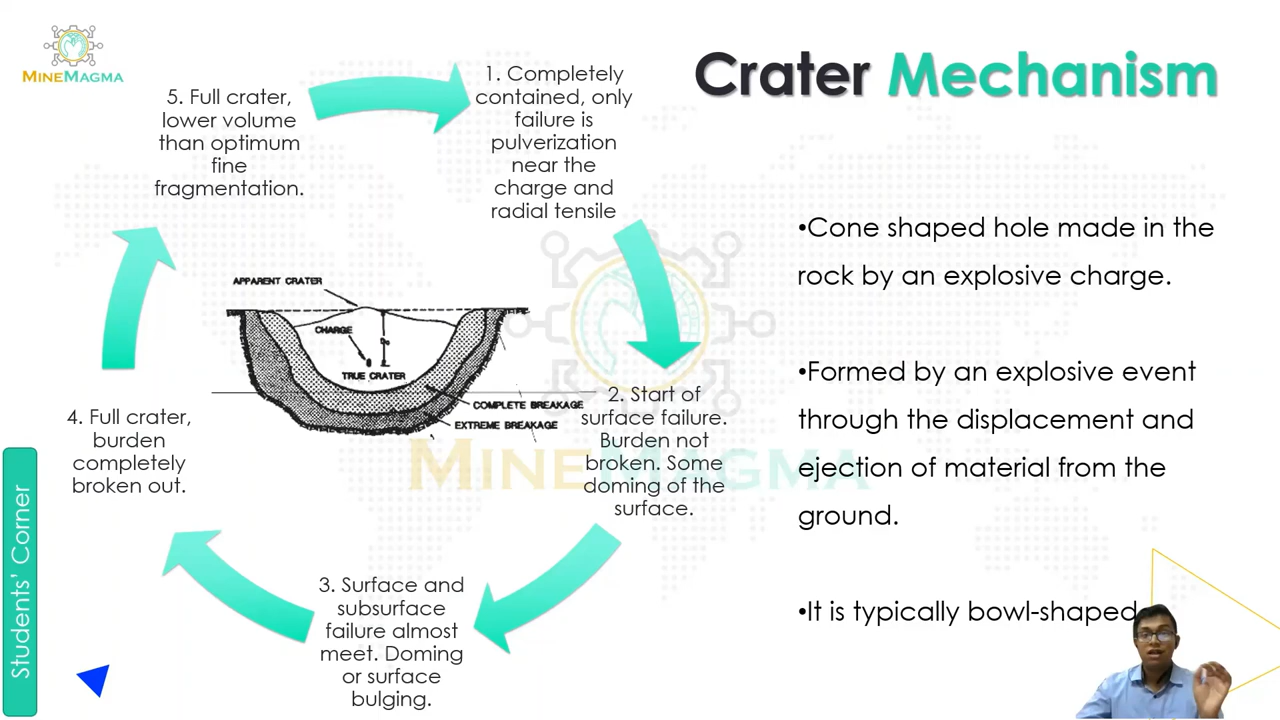 MINEMAGMA
Crater Mechanism
5. Full crater,
lower volume
than optimum
fine
fragmentation.
1. Completely
contained, only
failure is
pulverization
near the
charge and
radial tensile
•Cone shaped hole made in the
rock by an explosive charge.
APPARENT CRATER
CHARGE
TRUE CRATER
COMPLETE BREAKAGE
EXTREME BREAKAGE
2. Start of
surface failure.
Burden not
broken. Some
doming of the
surface.
•Formed by an explosive event
through the displacement and
ejection of material from the
ground.
4. Full crater,
burden
completely
broken out.
MINEMAGMA
3. Surface and
subsurface
failure almost
meet. Doming
or surface
bulging.
•It is typically bowl-shaped
Students' Corner